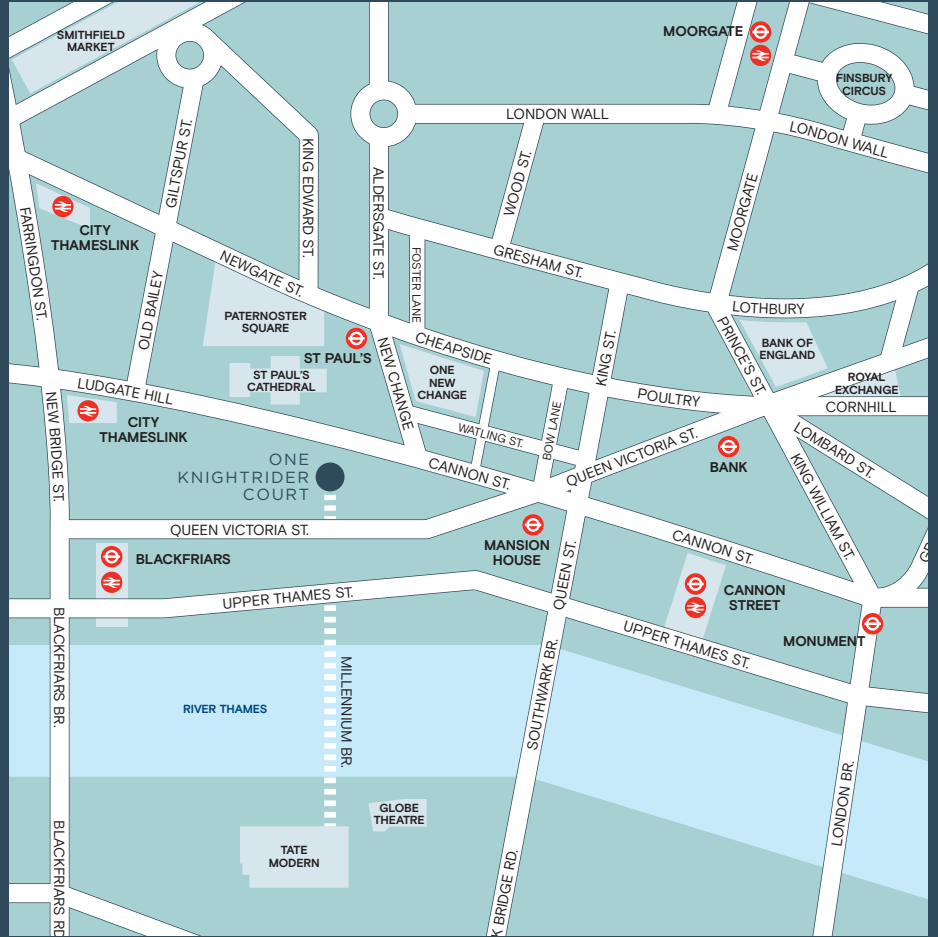 SMITHFIELD
MARKET
MOORGATE
FINSBURY
CIRCUS
LONDON WALL
LONDON WALL
GILTSPUR ST.
KING EDWARD ST.
ALDERSGATE ST.
WOOD ST.
MOORGATE
FARRINGDON ST.
CITY
THAMESLINK
OLD BAILEY
NEWGATE ST.
FOSTER LANE
GRESHAM ST.
LOTHBURY
PATERNOSTER
SQUARE
ST PAUL'S
CHEAPSIDE
KING ST.
PRINCE'S ST.
BANK OF
ENGLAND
ROYAL
EXCHANGE
CORNHILL
ST PAUL'S
CATHEDRAL
NEW CHANGE
ONE
NEW
CHANGE
POULTRY
LUDGATE HILL
NEW BRIDGE ST.
CITY
THAMESLINK
WATLING ST.
BOW LANE
QUEEN VICTORIA ST.
BANK
LOMBARD ST.
KING WILLIAM ST.
ONE
KNIGHTRIDER
COURT
CANNON ST.
QUEEN VICTORIA ST.
MANSION
HOUSE
CANNON ST.
BLACKFRIARS
QUEEN ST.
CANNON
STREET
UPPER THAMES ST.
UPPER THAMES ST.
MONUMENT
BLACKFRIARS BR.
MILLENNIUM BR.
SOUTHWARK BR.
RIVER THAMES
LONDON BR.
GLOBE
THEATRE
TATE
MODERN
BLACKFRIARS RD
K BRIDGE RD.